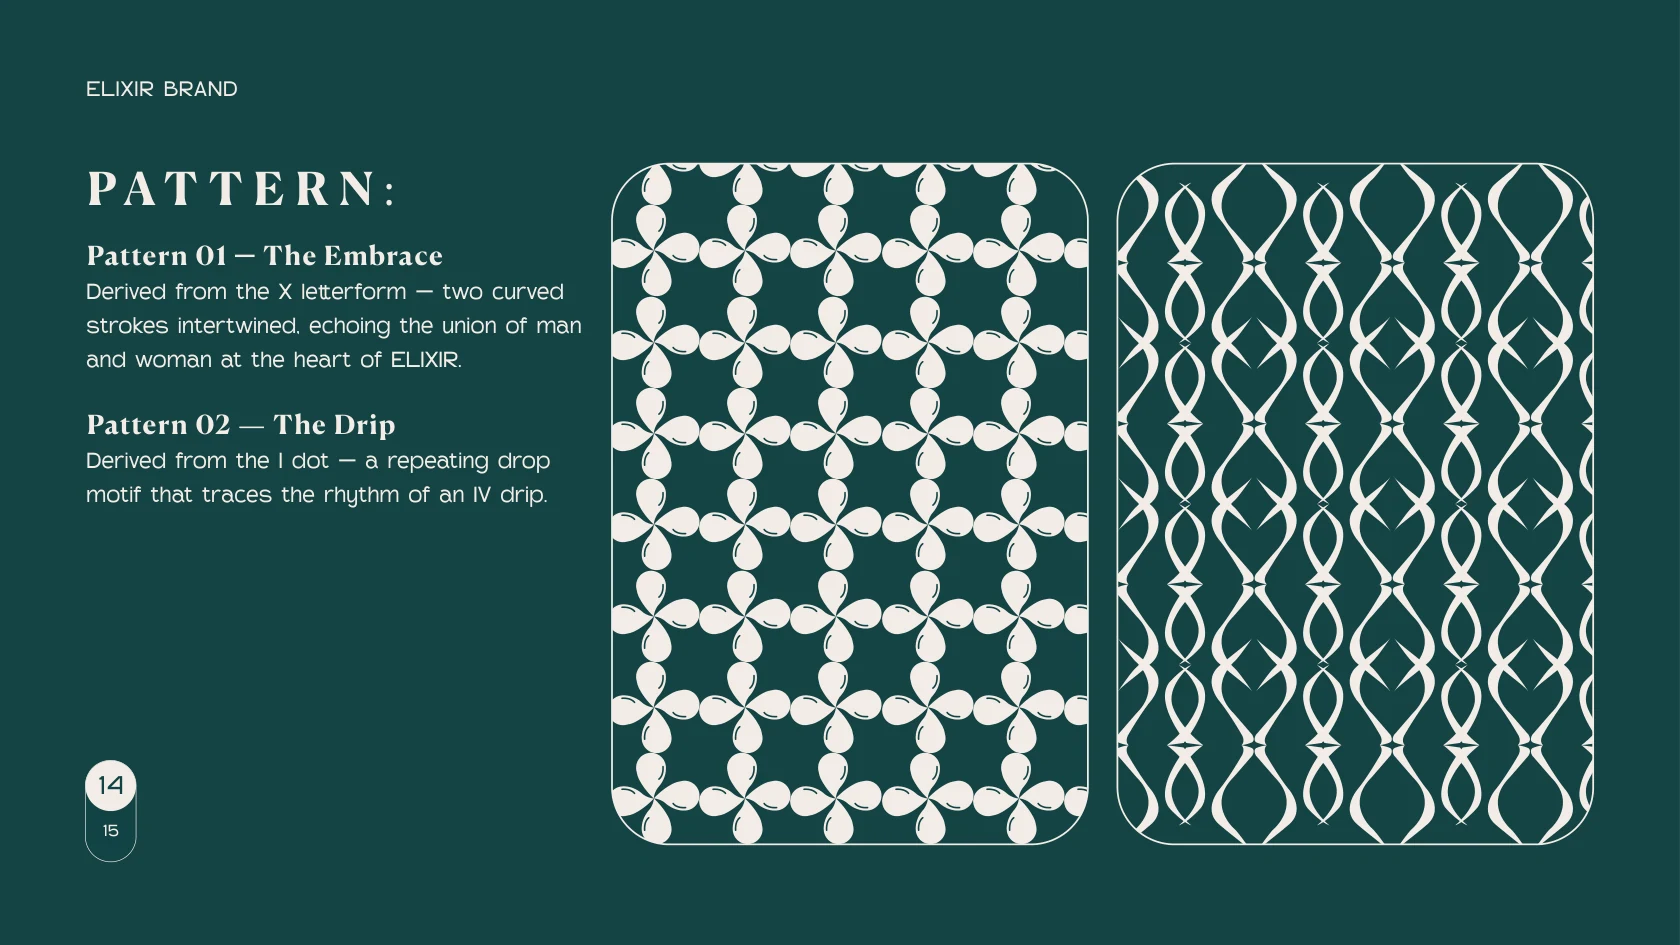 ELIXIR BRAND
PATTERN:
Pattern 01 — The Embrace
Derived from the X letterform — two curved
strokes intertwined, echoing the union of man
and woman at the heart of ELIXIR.
Pattern 02 — The Drip
Derived from the I dot — a repeating drop
motif that traces the rhythm of an IV drip.
14
15